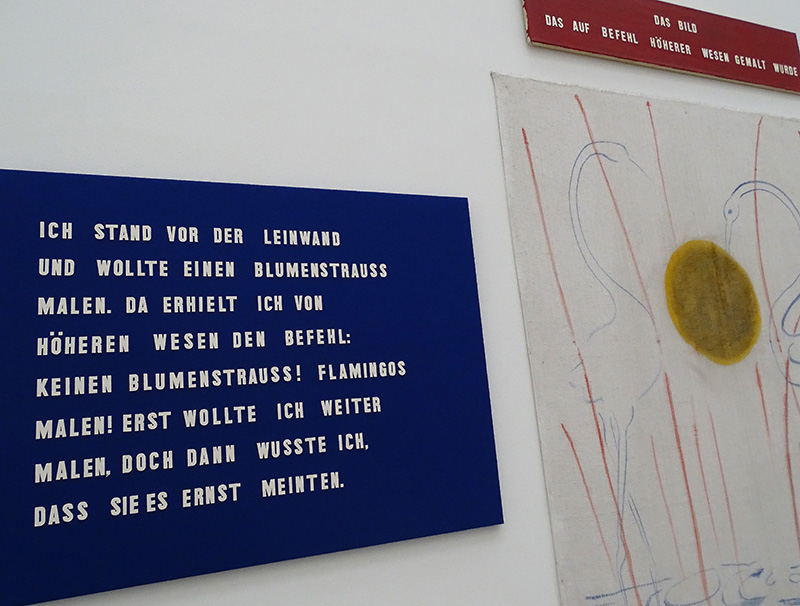 ICH STAND VOR DER LEINWAND
UND WOLLTE EINEN BLUMENSTRAUSS
MALEN. DA ERHIELT ICH VON
HÖHEREN WESEN DEN BEFEHL:
KEINEN BLUMENSTRAUSS! FLAMINGOS
MALEN! ERST WOLLTE ICH WEITER
MALEN, DOCH DANN WUSSTE ICH,
DASS SIE ES ERNST MEINTEN.
DAS BILD
DAS AUF BEFEHL HÖHERER WESEN GEMALT WURDE